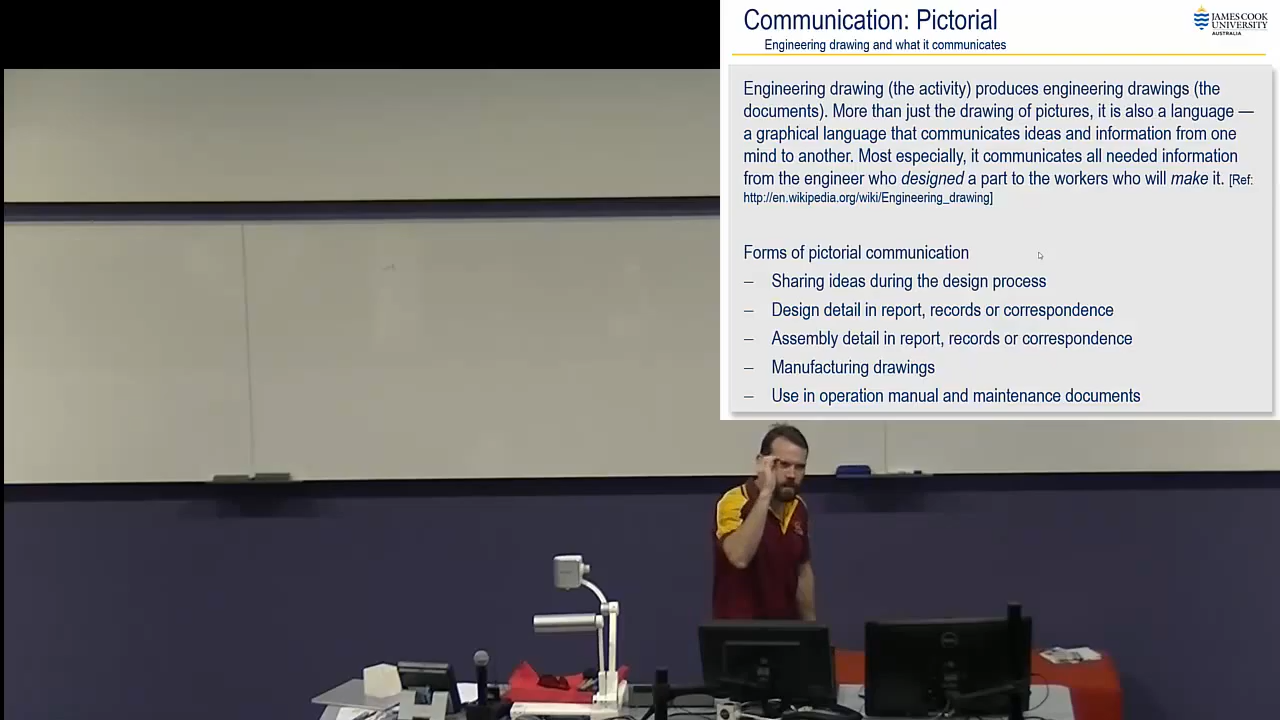 Communication: Pictorial
Engineering drawing and what it communicates
JAMES COOK
UNIVERSITY
AUSTRALIA
Engineering drawing (the activity) produces engineering drawings (the
documents). More than just the drawing of pictures, it is also a language —
a graphical language that communicates ideas and information from one
mind to another. Most especially, it communicates all needed information
from the engineer who designed a part to the workers who will make it. [Ref:
http://en.wikipedia.org/wiki/Engineering_drawing]
Forms of pictorial communication
– Sharing ideas during the design process
– Design detail in report, records or correspondence
– Assembly detail in report, records or correspondence
– Manufacturing drawings
– Use in operation manual and maintenance documents